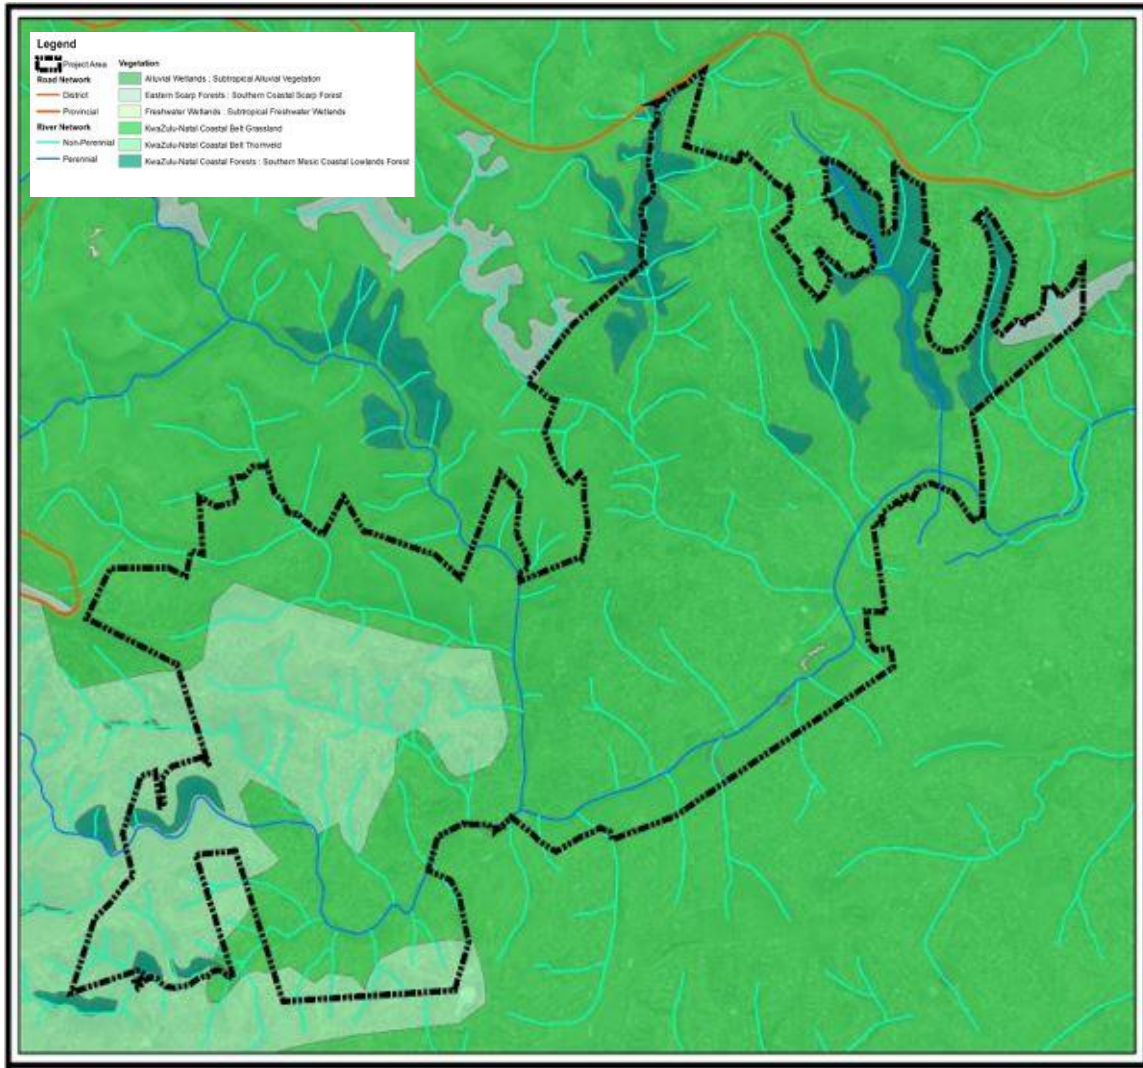 Legend
Project Area
Road Network
District
Provincial
River Network
Non-Perennial
Perennial
Vegetation
Alluvial Wetlands : Subtropical Alluvial Vegetation
Eastern Scarp Forests : Southern Coastal Scarp Forest
Freshwater Wetlands : Subtropical Freshwater Wetlands
KwaZulu-Natal Coastal Belt Grassland
KwaZulu-Natal Coastal Belt Thornveld
KwaZulu-Natal Coastal Forests : Southern Mesic Coastal Lowlands Forest